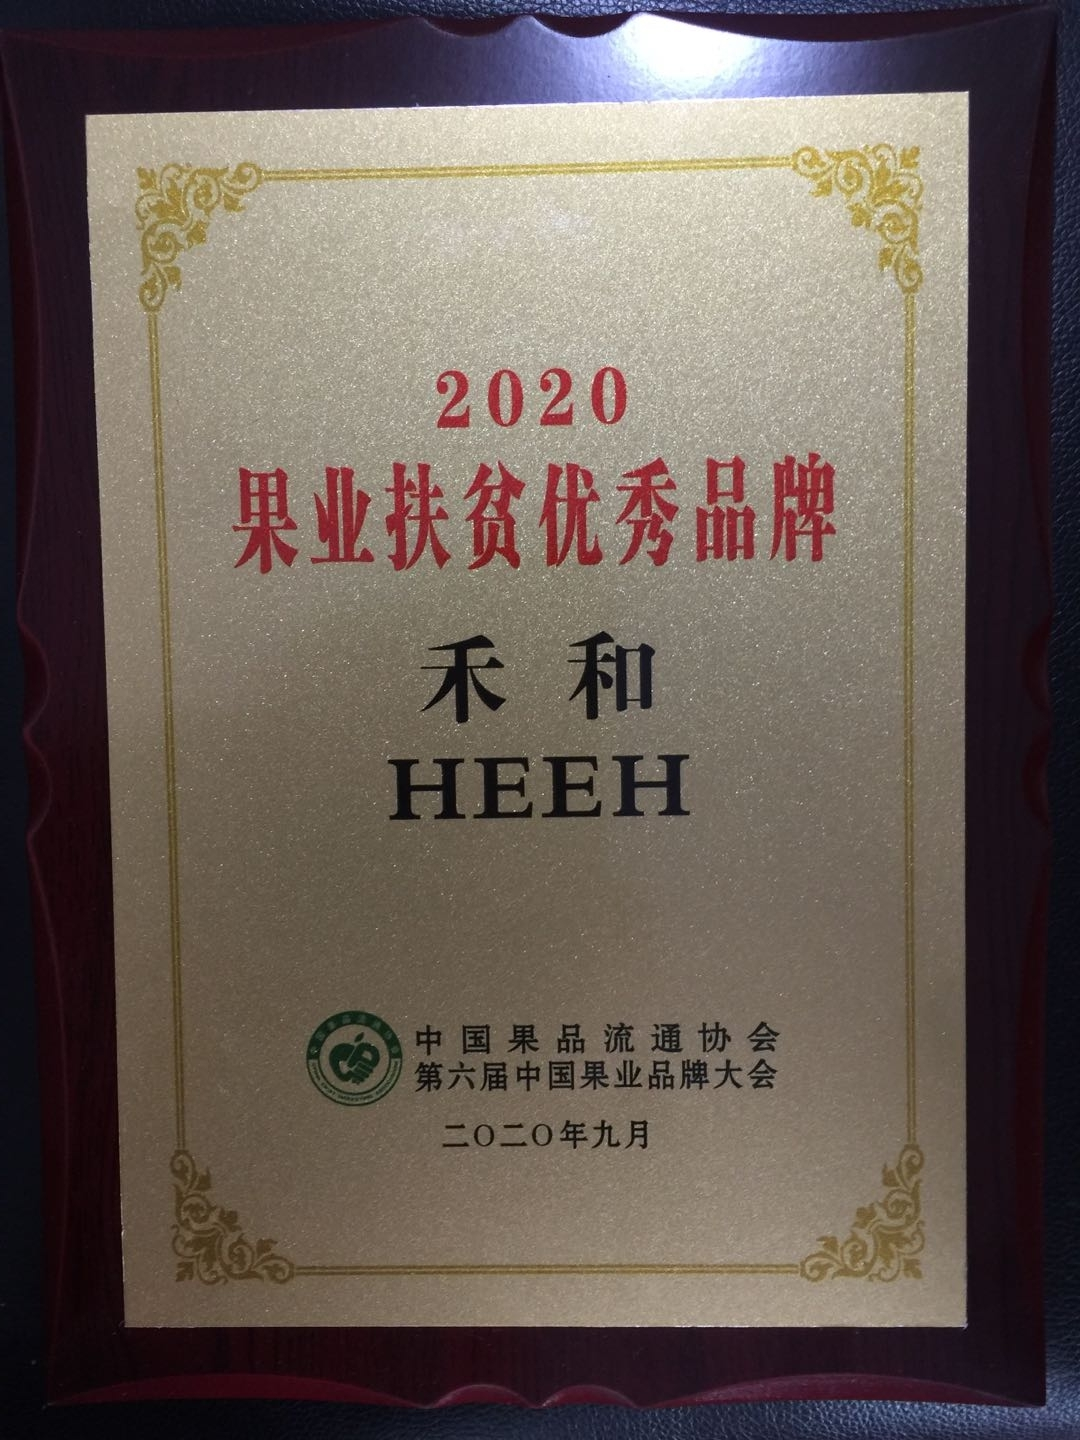 2020
果业扶贫优秀品牌
禾和
HEEH
中国果品流通协会
第六届中国果业品牌大会
二〇二〇年九月